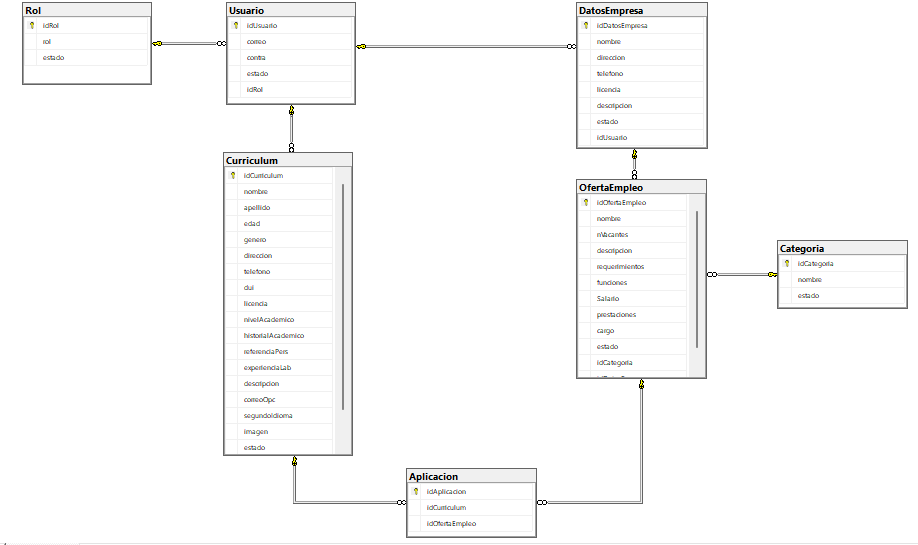 Rol
idRol
rol
estado
Usuario
idUsuario
correo
contra
estado
idRol
DatosEmpresa
idDatosEmpresa
nombre
direccion
telefono
licencia
descripcion
estado
idUsuario
Curriculum
idCurriculum
nombre
apellido
edad
genero
direccion
telefono
dui
licencia
nivelAcademico
historialAcademico
referenciaPers
experienciaLab
descripcion
correoOpc
segundoIdioma
imagen
estado
OfertaEmpleo
idOfertaEmpleo
nombre
nVacantes
descripcion
requerimientos
funciones
Salario
prestaciones
cargo
estado
idCategoria
Categoria
idCategoria
nombre
estado
Aplicacion
idAplicacion
idCurriculum
idOfertaEmpleo